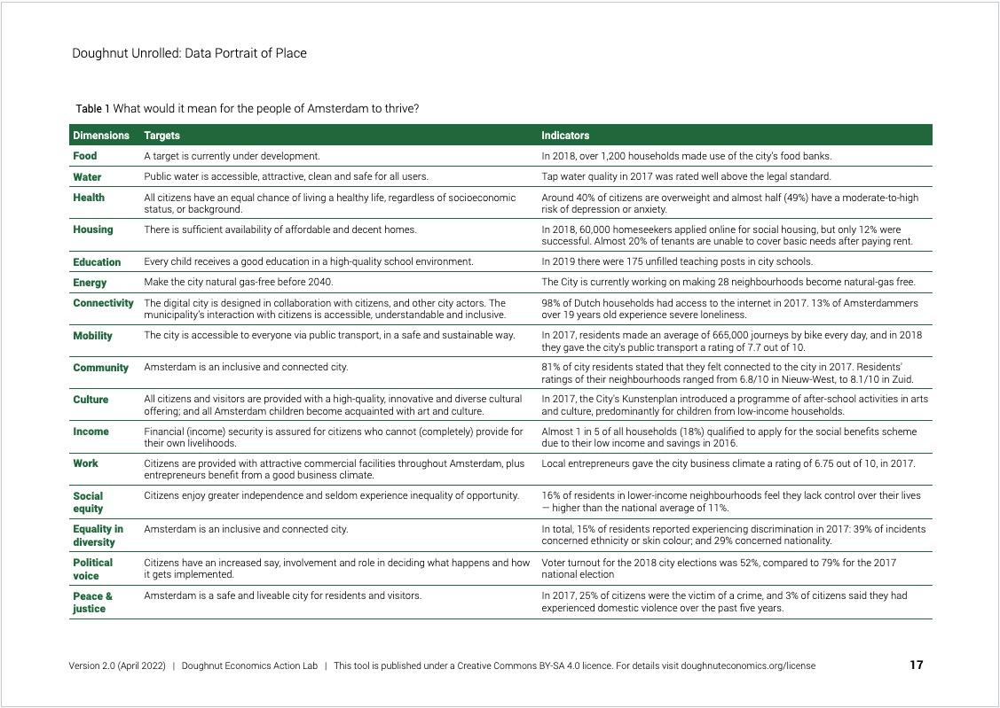 Doughnut Unrolled: Data Portrait of Place
Table 1 What would it mean for the people of Amsterdam to thrive?
Dimensions Targets Indicators
Food A target is currently under development. In 2018, over 1,200 households made use of the city's food banks.
Water Public water is accessible, attractive, clean and safe for all users. Tap water quality in 2017 was rated well above the legal standard.
Health All citizens have an equal chance of living a healthy life, regardless of socioeconomic Around 40% of citizens are overweight and almost half (49%) have a moderate-to-high
status, or background. risk of depression or anxiety.
Housing There is sufficient availability of affordable and decent homes. In 2018, 60,000 homeseekers applied online for social housing, but only 12% were
successful. Almost 20% of tenants are unable to cover basic needs after paying rent.
Education Every child receives a good education in a high-quality school environment. In 2019 there were 175 unfilled teaching posts in city schools.
Energy Make the city natural gas-free before 2040. The City is currently working on making 28 neighbourhoods become natural-gas free.
Connectivity The digital city is designed in collaboration with citizens, and other city actors. The 98% of Dutch households had access to the internet in 2017. 13% of Amsterdammers
municipality's interaction with citizens is accessible, understandable and inclusive. over 19 years old experience severe loneliness.
Mobility The city is accessible to everyone via public transport, in a safe and sustainable way. In 2017, residents made an average of 665,000 journeys by bike every day, and in 2018
they gave the city's public transport a rating of 7.7 out of 10.
Community Amsterdam is an inclusive and connected city. 81% of city residents stated that they felt connected to the city in 2017. Residents'
ratings of their neighbourhoods ranged from 6.8/10 in Nieuw-West, to 8.1/10 in Zuid.
Culture All citizens and visitors are provided with a high-quality, innovative and diverse cultural In 2017, the City's Kunstenplan introduced a programme of after-school activities in arts
offering; and all Amsterdam children become acquainted with art and culture. and culture, predominantly for children from low-income households.
Income Financial (income) security is assured for citizens who cannot (completely) provide for Almost 1 in 5 of all households (18%) qualified to apply for the social benefits scheme
their own livelihoods. due to their low income and savings in 2016.
Work Citizens are provided with attractive commercial facilities throughout Amsterdam, plus Local entrepreneurs gave the city business climate a rating of 6.75 out of 10, in 2017.
entrepreneurs benefit from a good business climate.
Social Citizens enjoy greater independence and seldom experience inequality of opportunity. 16% of residents in lower-income neighbourhoods feel they lack control over their lives
equity — higher than the national average of 11%.
Equality in Amsterdam is an inclusive and connected city. In total, 15% of residents reported experiencing discrimination in 2017: 39% of incidents
diversity concerned ethnicity or skin colour; and 29% concerned nationality.
Political Citizens have an increased say, involvement and role in deciding what happens and how Voter turnout for the 2018 city elections was 52%, compared to 79% for the 2017
voice it gets implemented. national election
Peace & Amsterdam is a safe and liveable city for residents and visitors. In 2017, 25% of citizens were the victim of a crime, and 3% of citizens said they had
justice experienced domestic violence over the past five years.
Version 2.0 (April 2022) | Doughnut Economics Action Lab | This tool is published under a Creative Commons BY-SA 4.0 licence. For details visit doughnuteconomics.org/license 17